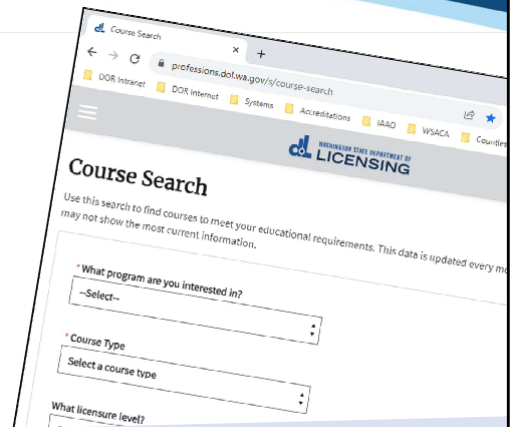 Course Search
professions.dol.wa.gov/s/course-search
DOR Intranet DOR Internet Systems Accreditations IAAO WSACA Counties
WASHINGTON STATE DEPARTMENT OF
dol LICENSING
Course Search
Use this search to find courses to meet your educational requirements. This data is updated every mo
may not show the most current information.
* What program are you interested in?
--Select--
* Course Type
Select a course type
What licensure level?